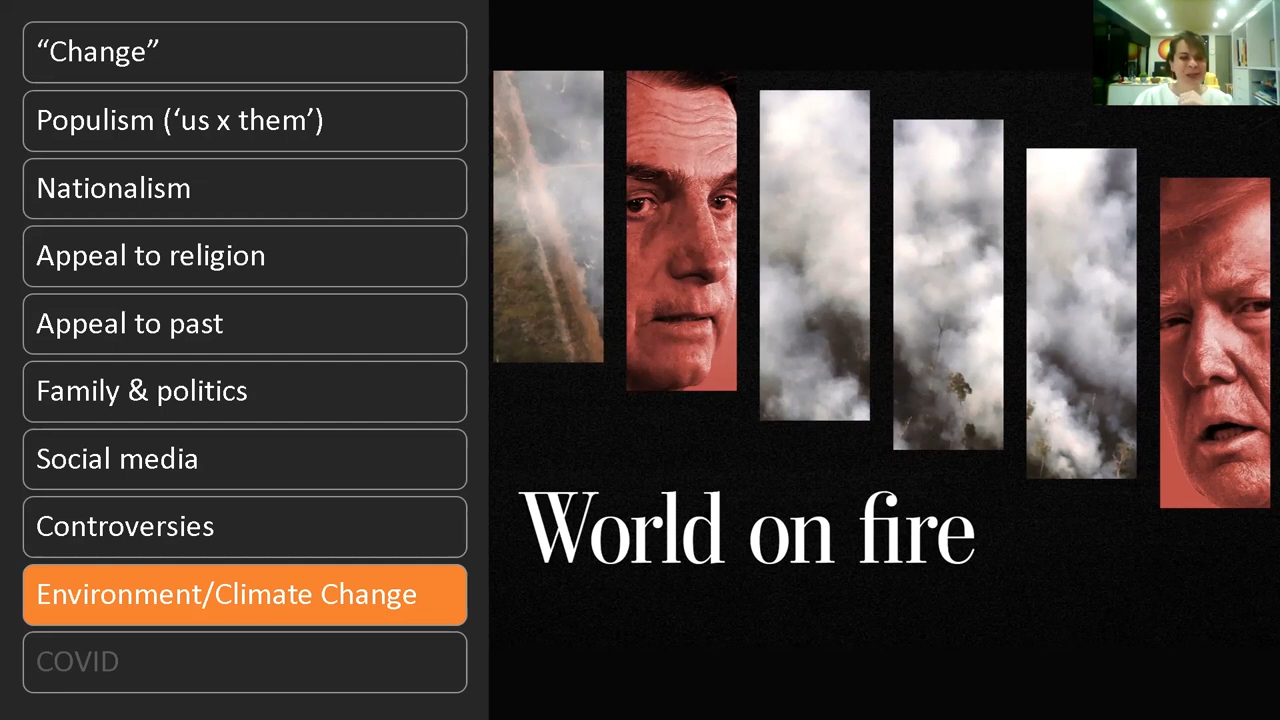 “Change”
Populism (‘us x them’)
Nationalism
Appeal to religion
Appeal to past
Family & politics
Social media
Controversies
Environment/Climate Change
COVID
World on fire